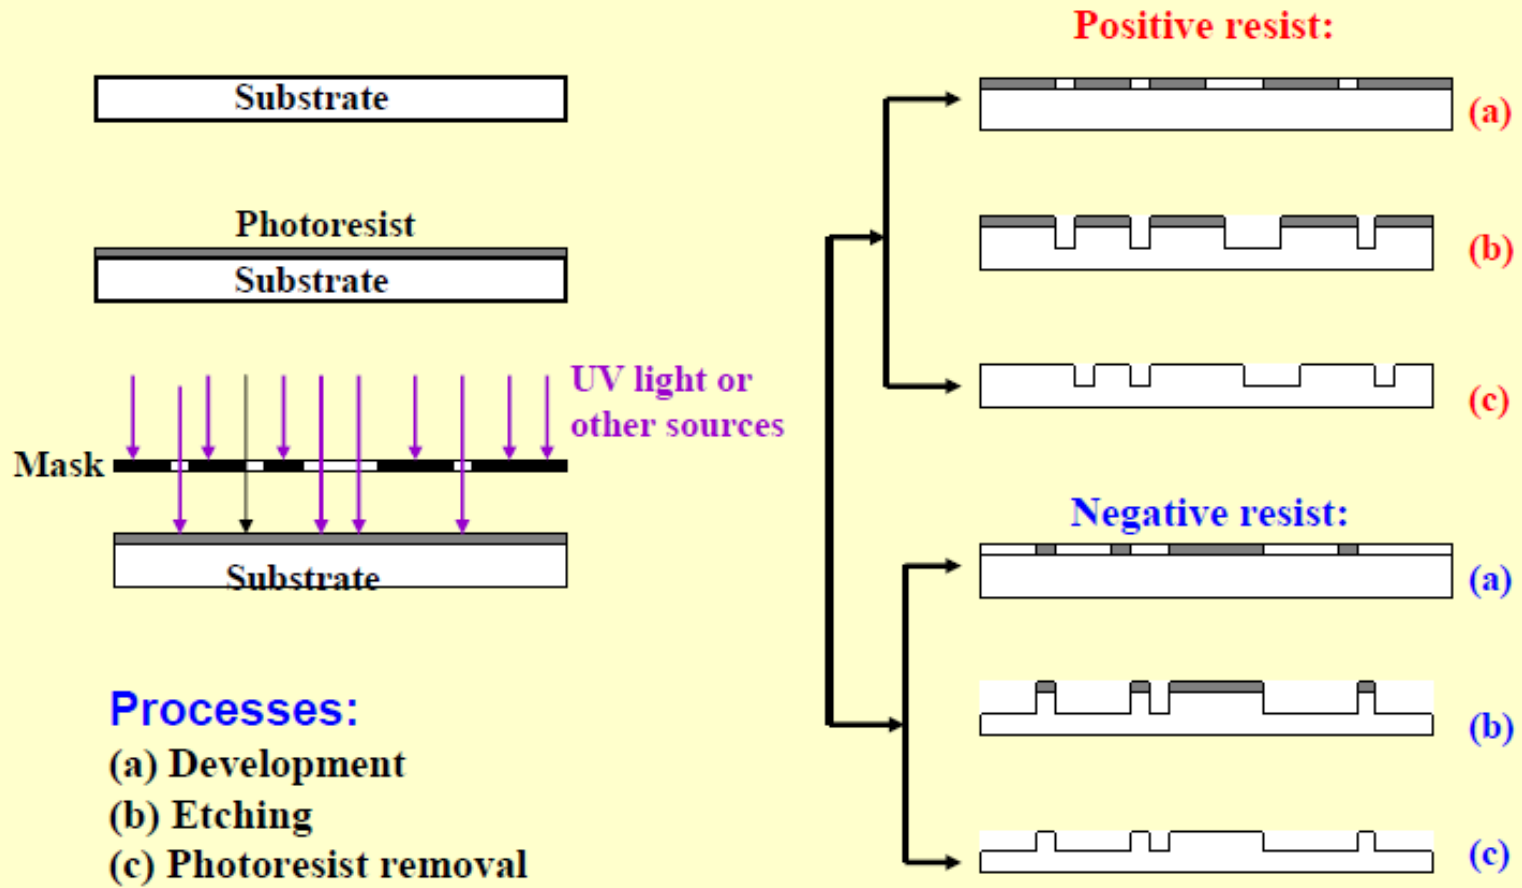 Substrate
Photoresist
Substrate
UV light or
other sources
Mask
Substrate
Processes:
(a) Development
(b) Etching
(c) Photoresist removal
Positive resist:
(a)
(b)
(c)
Negative resist:
(a)
(b)
(c)